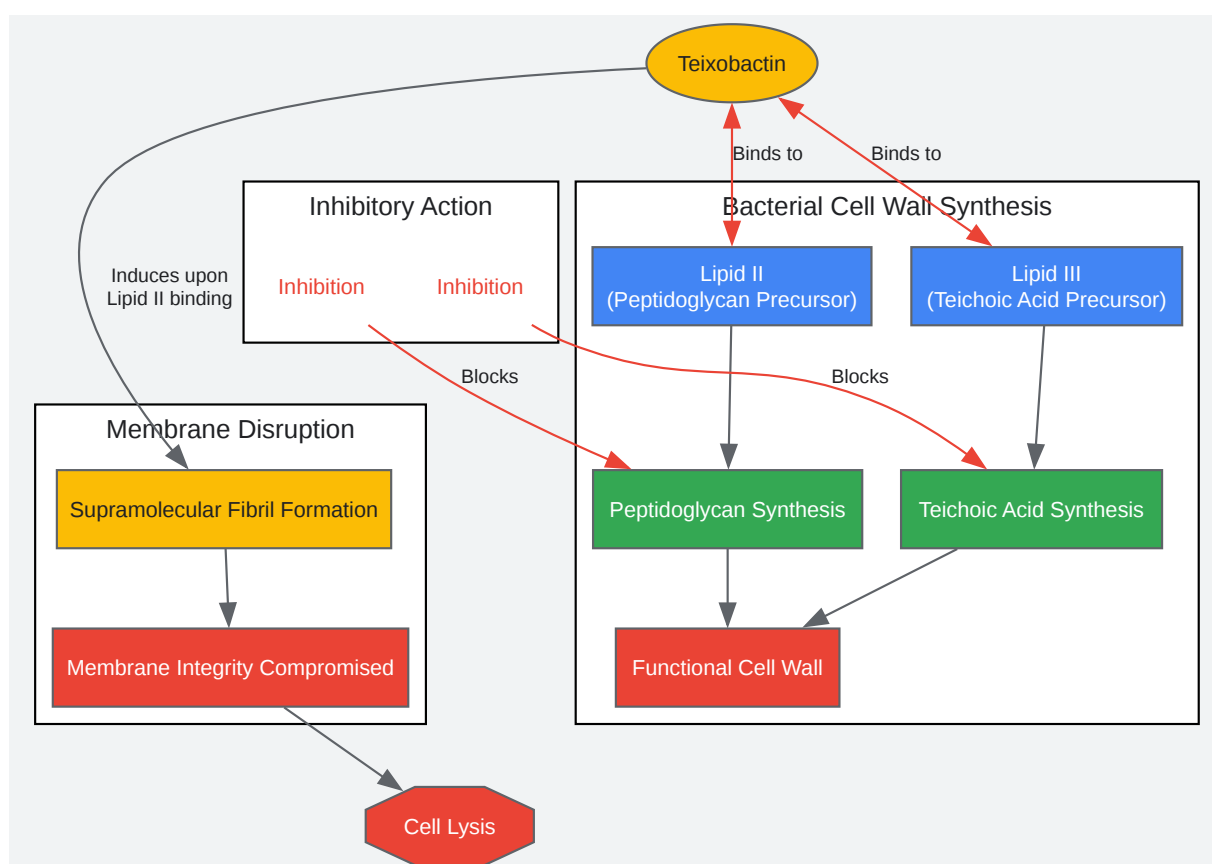 Teixobactin
Binds to
Binds to
Inhibitory Action
Bacterial Cell Wall Synthesis
Inhibition
Inhibition
Induces upon
Lipid II binding
Lipid II
(Peptidoglycan Precursor)
Lipid III
(Teichoic Acid Precursor)
Blocks
Blocks
Membrane Disruption
Supramolecular Fibril Formation
Peptidoglycan Synthesis
Teichoic Acid Synthesis
Membrane Integrity Compromised
Functional Cell Wall
Cell Lysis